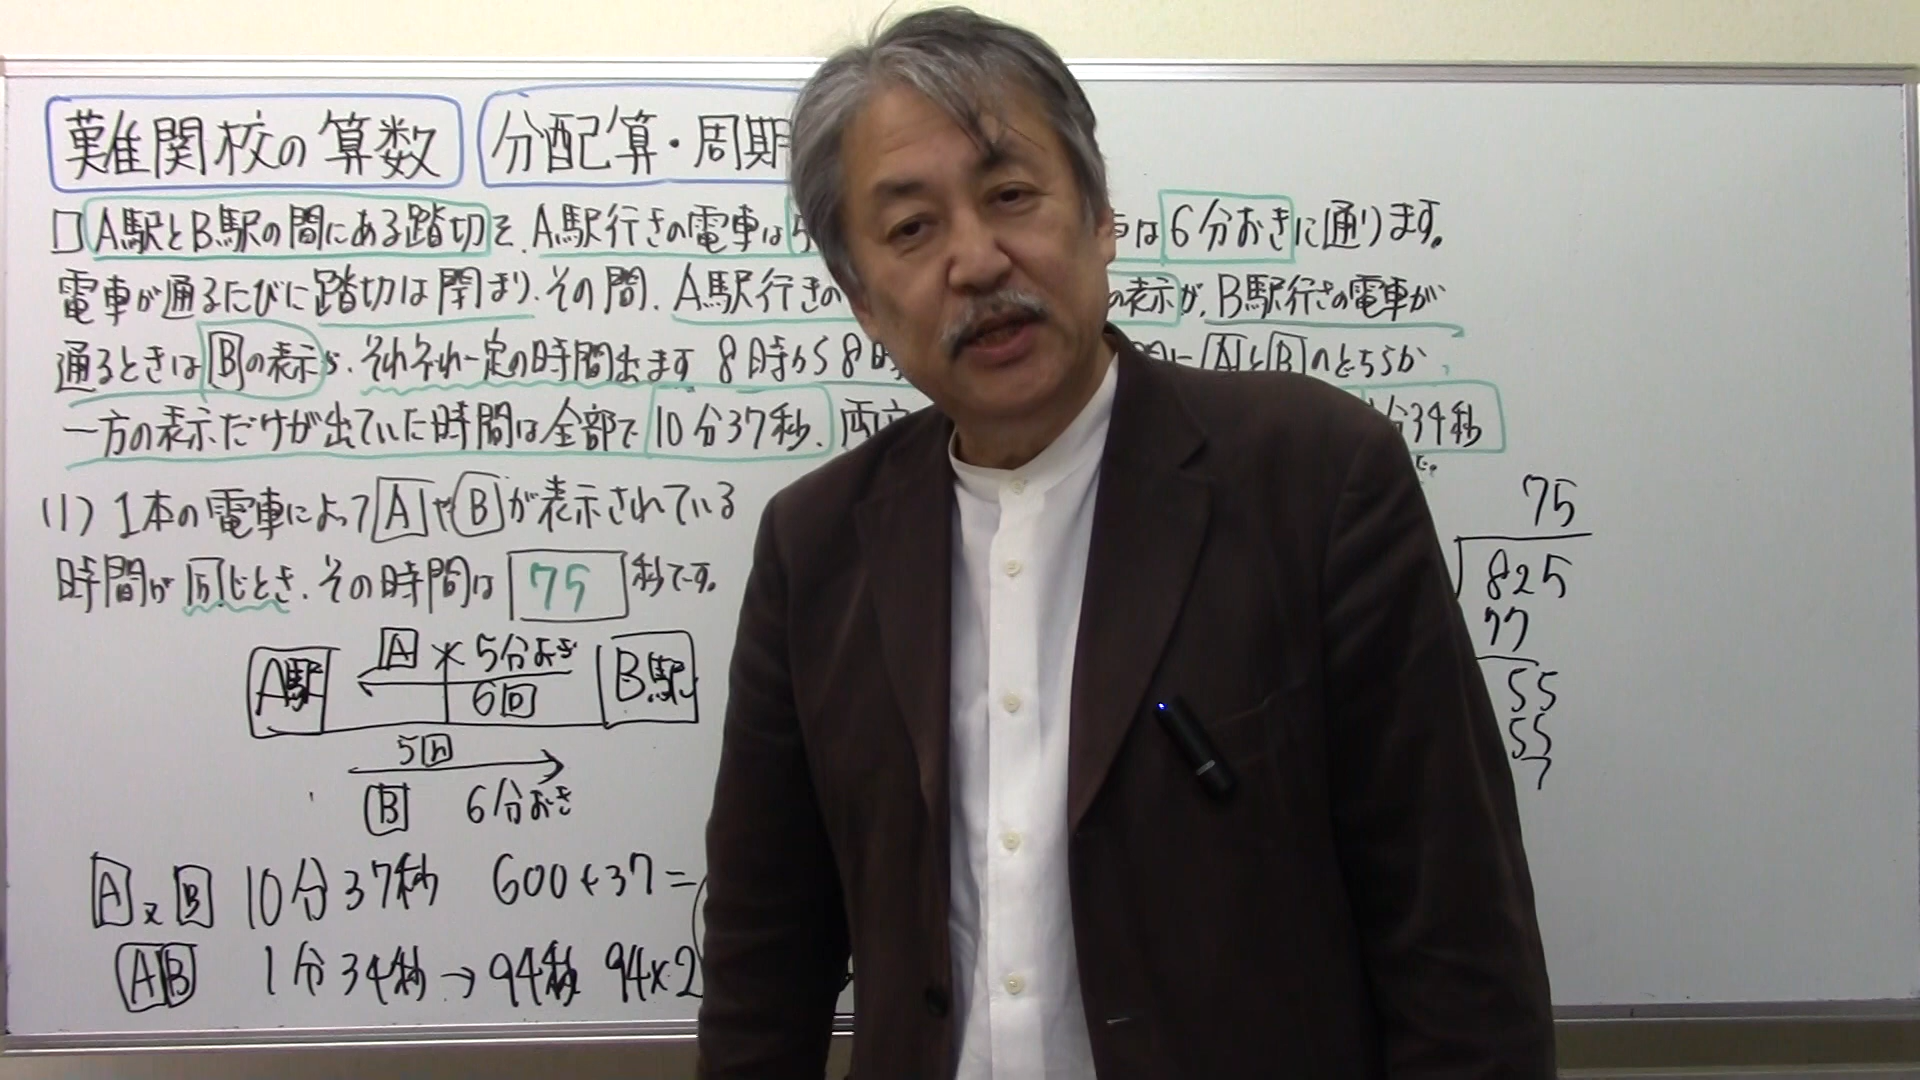 難関校の算数 分配算・周期
□A駅とB駅の間にある踏切を、A駅行きの電車は5 は6分おきに通ります。
電車が通るたびに踏切は閉まり、その間、A駅行きの の表示が、B駅行きの電車が
通るときはBの表示が、それぞれ一定の時間出ます 8時から8時 間にAとBのどちらか
一方の表示だけが出ていた時間は全部で10分37秒、両方 分34秒
(1) 1本の電車によってAやBが表示されている
時間が同じとき、その時間は 75 秒です。
A駅 A 5分おき 6回 B駅
5回
B 6分おき
A 又 B 10分37秒 600+37=
AB 1分34秒→94秒 94×2
75
825
77
55
55